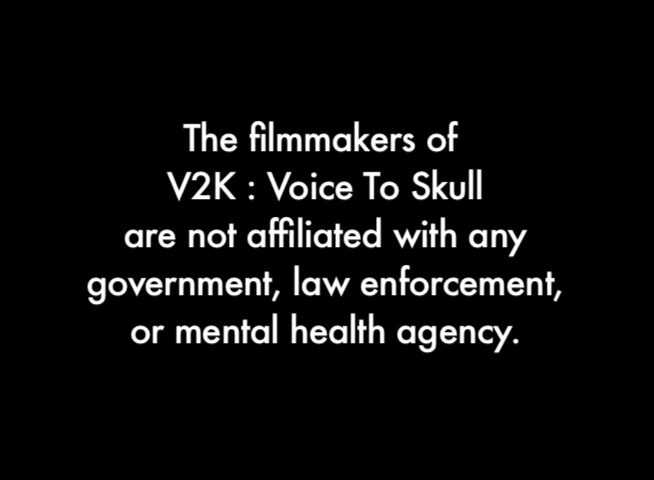 The filmmakers of
V2K : Voice To Skull
are not affiliated with any
government, law enforcement,
or mental health agency.